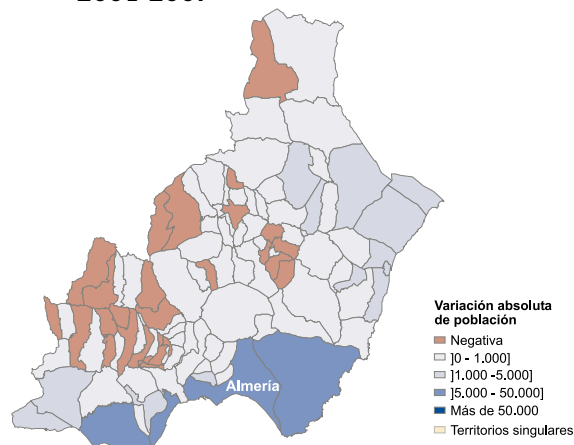 Almería
Variación absoluta
de población
Negativa
]0 - 1.000]
]1.000 -5.000]
]5.000 - 50.000]
Más de 50.000
Territorios singulares